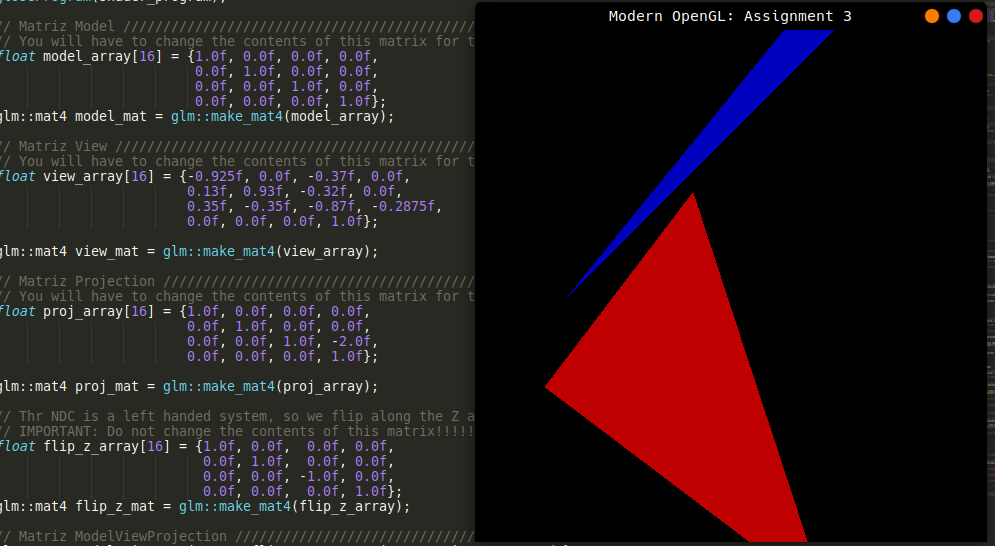 // Matriz Model ////////////////////////////////////////////
// You will have to change the contents of this matrix for t
float model_array[16] = {1.0f, 0.0f, 0.0f, 0.0f,
0.0f, 1.0f, 0.0f, 0.0f,
0.0f, 0.0f, 1.0f, 0.0f,
0.0f, 0.0f, 0.0f, 1.0f};
glm::mat4 model_mat = glm::make_mat4(model_array);
// Matriz View /////////////////////////////////////////////
// You will have to change the contents of this matrix for t
float view_array[16] = {-0.925f, 0.0f, -0.37f, 0.0f,
0.13f, 0.93f, -0.32f, 0.0f,
0.35f, -0.35f, -0.87f, -0.2875f,
0.0f, 0.0f, 0.0f, 1.0f};
glm::mat4 view_mat = glm::make_mat4(view_array);
// Matriz Projection ///////////////////////////////////////
// You will have to change the contents of this matrix for t
float proj_array[16] = {1.0f, 0.0f, 0.0f, 0.0f,
0.0f, 1.0f, 0.0f, 0.0f,
0.0f, 0.0f, 1.0f, -2.0f,
0.0f, 0.0f, 0.0f, 1.0f};
glm::mat4 proj_mat = glm::make_mat4(proj_array);
// Thr NDC is a left handed system, so we flip along the Z a
// IMPORTANT: Do not change the contents of this matrix!!!!!
float flip_z_array[16] = {1.0f, 0.0f, 0.0f, 0.0f,
0.0f, 1.0f, 0.0f, 0.0f,
0.0f, 0.0f, -1.0f, 0.0f,
0.0f, 0.0f, 0.0f, 1.0f};
glm::mat4 flip_z_mat = glm::make_mat4(flip_z_array);
// Matriz ModelViewProjection //////////////////////////////
Modern OpenGL: Assignment 3